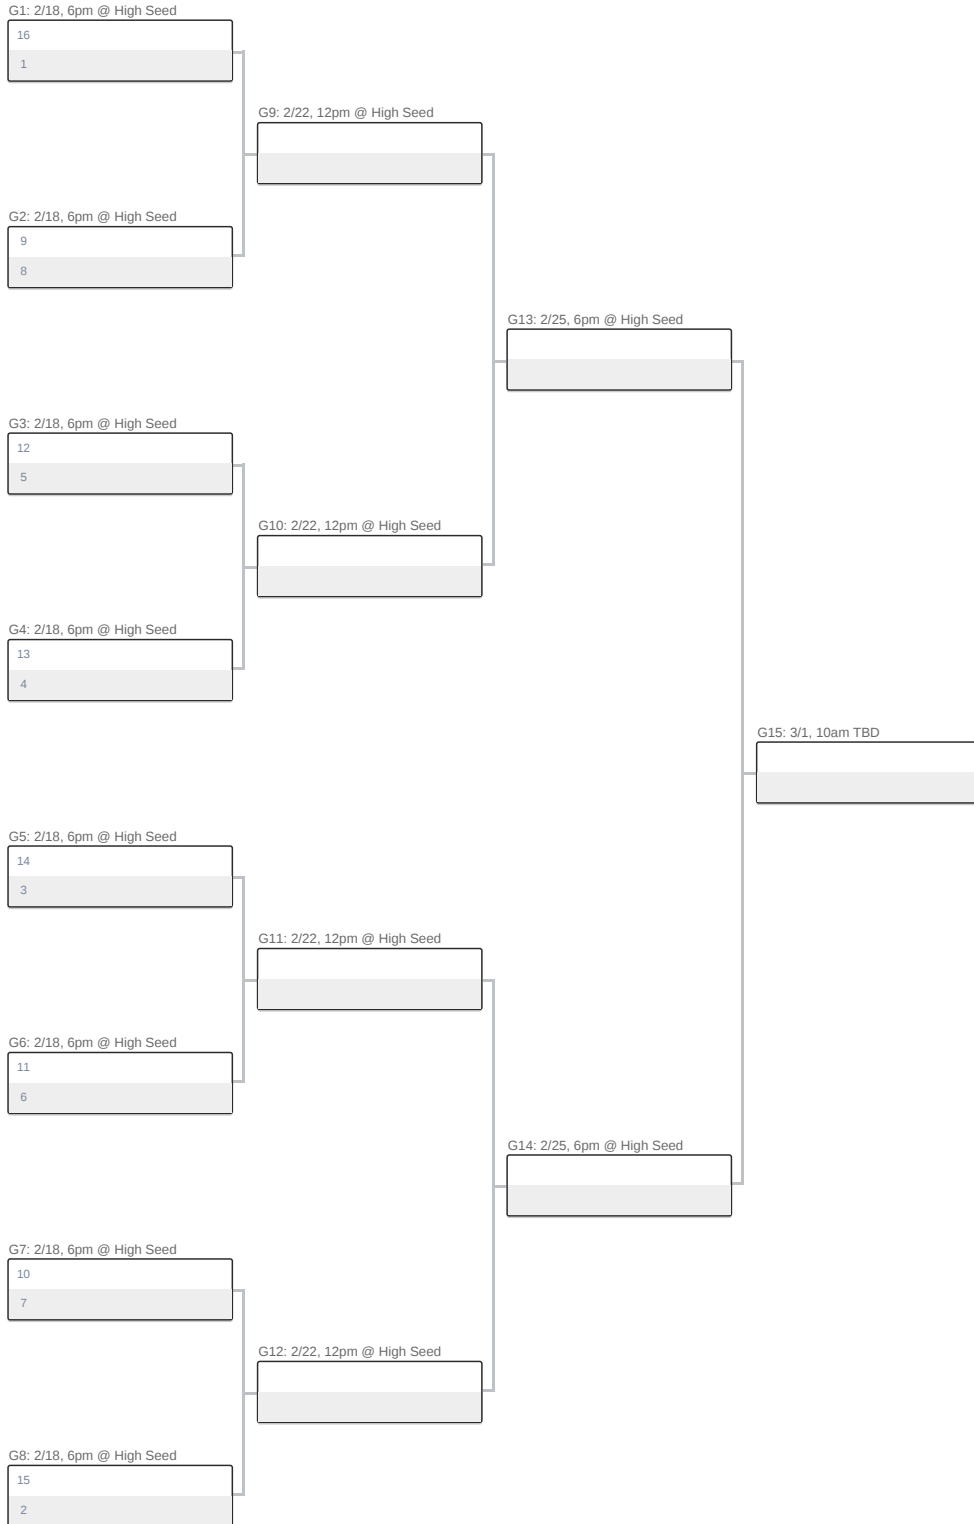 G1: 2/18, 6pm @ High Seed
16
1
G9: 2/22, 12pm @ High Seed
G2: 2/18, 6pm @ High Seed
9
8
G13: 2/25, 6pm @ High Seed
G3: 2/18, 6pm @ High Seed
12
5
G10: 2/22, 12pm @ High Seed
G4: 2/18, 6pm @ High Seed
13
4
G15: 3/1, 10am TBD
G5: 2/18, 6pm @ High Seed
14
3
G11: 2/22, 12pm @ High Seed
G6: 2/18, 6pm @ High Seed
11
6
G14: 2/25, 6pm @ High Seed
G7: 2/18, 6pm @ High Seed
10
7
G12: 2/22, 12pm @ High Seed
G8: 2/18, 6pm @ High Seed
15
2